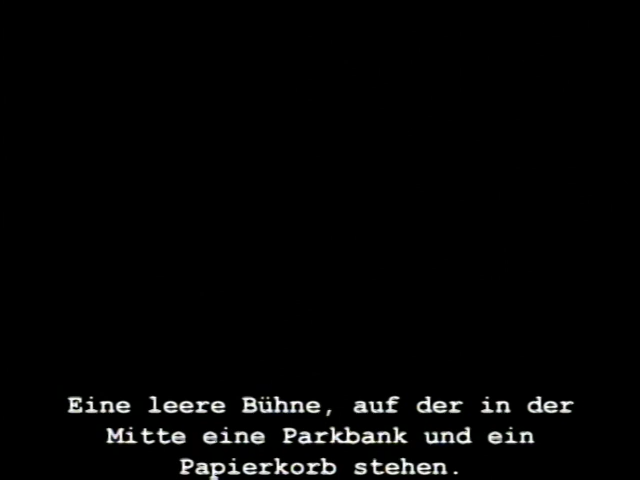 Eine leere Bühne, auf der in der
Mitte eine Parkbank und ein
Papierkorb stehen.